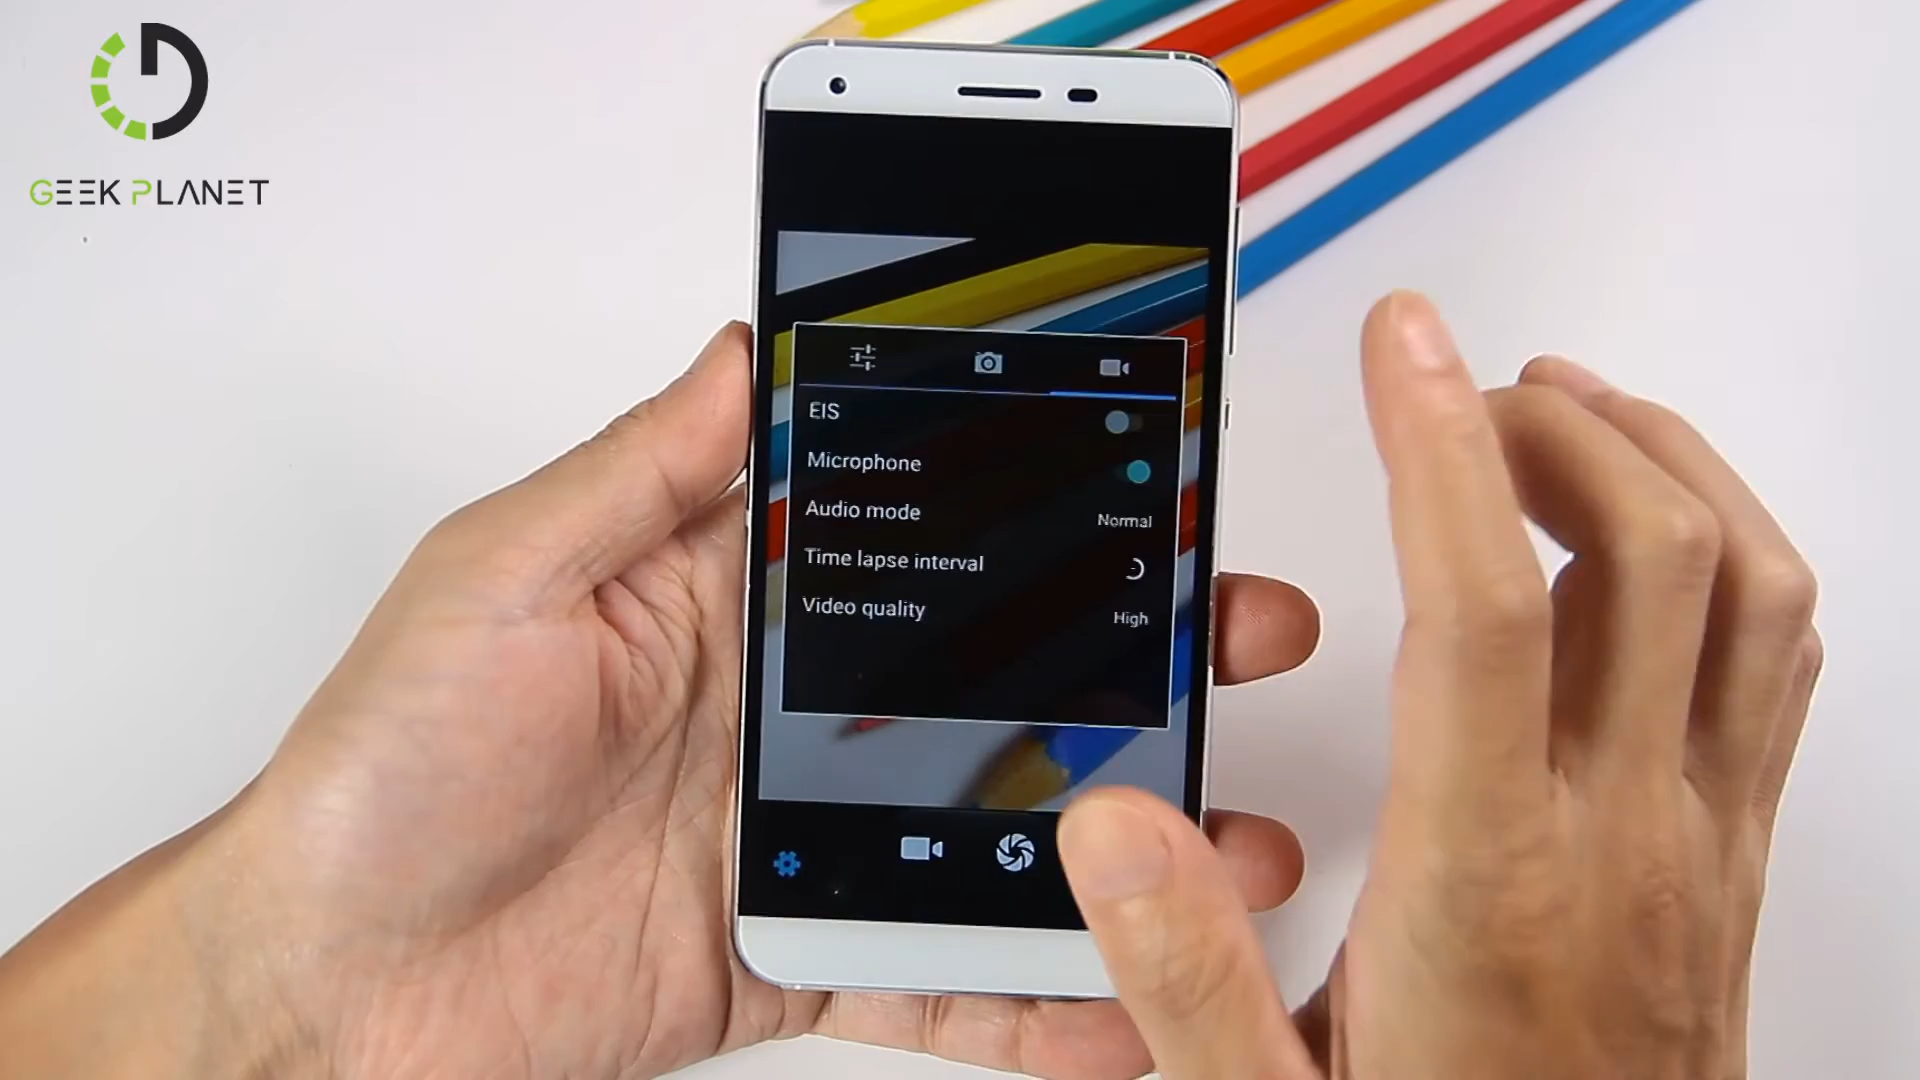 GEEK PLANET
EIS
Microphone
Audio mode
Normal
Time lapse interval
Video quality
High